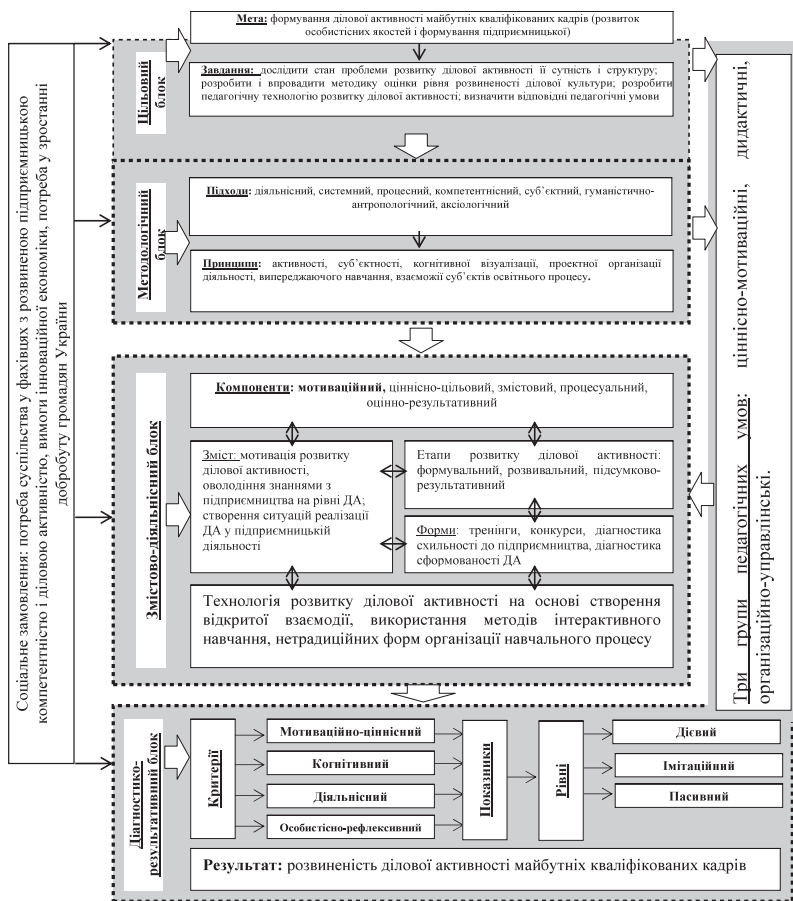 Соціальне замовлення: потреба суспільства у фахівцях з розвиненою підприємницькою
компетентністю і діловою активністю, вимоги інноваційної економіки, потреба у зростанні
добробуту громадян України
Мета: формування ділової активності майбутніх кваліфікованих кадрів (розвиток
особистісних якостей і формування підприємницької)
Цільовий
блок
Завдання: дослідити стан проблеми розвитку ділової активності її сутність і структуру;
розробити і впровадити методику оцінки рівня розвиненості ділової культури; розробити
педагогічну технологію розвитку ділової активності; визначити відповідні педагогічні умови
Методологічний
блок
Підходи: діяльнісний, системний, процесний, компетентнісний, суб’єктний, гуманістично-
антропологічний, аксіологічний
Принципи: активності, суб’єктності, когнітивної візуалізації, проектної організації
діяльності, випереджаючого навчання, взаєможії суб’єктів освітнього процесу.
Змістово-діяльнісний блок
Компоненти: мотиваційний, ціннісно-цільовий, змістовий, процесуальний,
оцінно-результативний
Зміст: мотивація розвитку
ділової активності,
оволодіння знаннями з
підприємництва на рівні ДА;
створення ситуацій реалізації
ДА у підприємницькій
діяльності
Етапи розвитку ділової активності:
формувальний, розвивальний, підсумково-
результативний
Форми: тренінги, конкурси, діагностика
схильності до підприємництва, діагностика
сформованості ДА
Технологія розвитку ділової активності на основі створення
відкритої взаємодії, використання методів інтерактивного
навчання, нетрадиційних форм організації навчального процесу
Три групи педагогічних умов: ціннісно-мотиваційні, дидактичні,
організаційно-управлінські.
Діагностико-
результативний блок
Критерії
Мотиваційно-ціннісний
Когнітивний
Діяльнісний
Особистісно-рефлексивний
Показники
Рівні
Дієвий
Імітаційний
Пасивний
Результат: розвиненість ділової активності майбутніх кваліфікованих кадрів